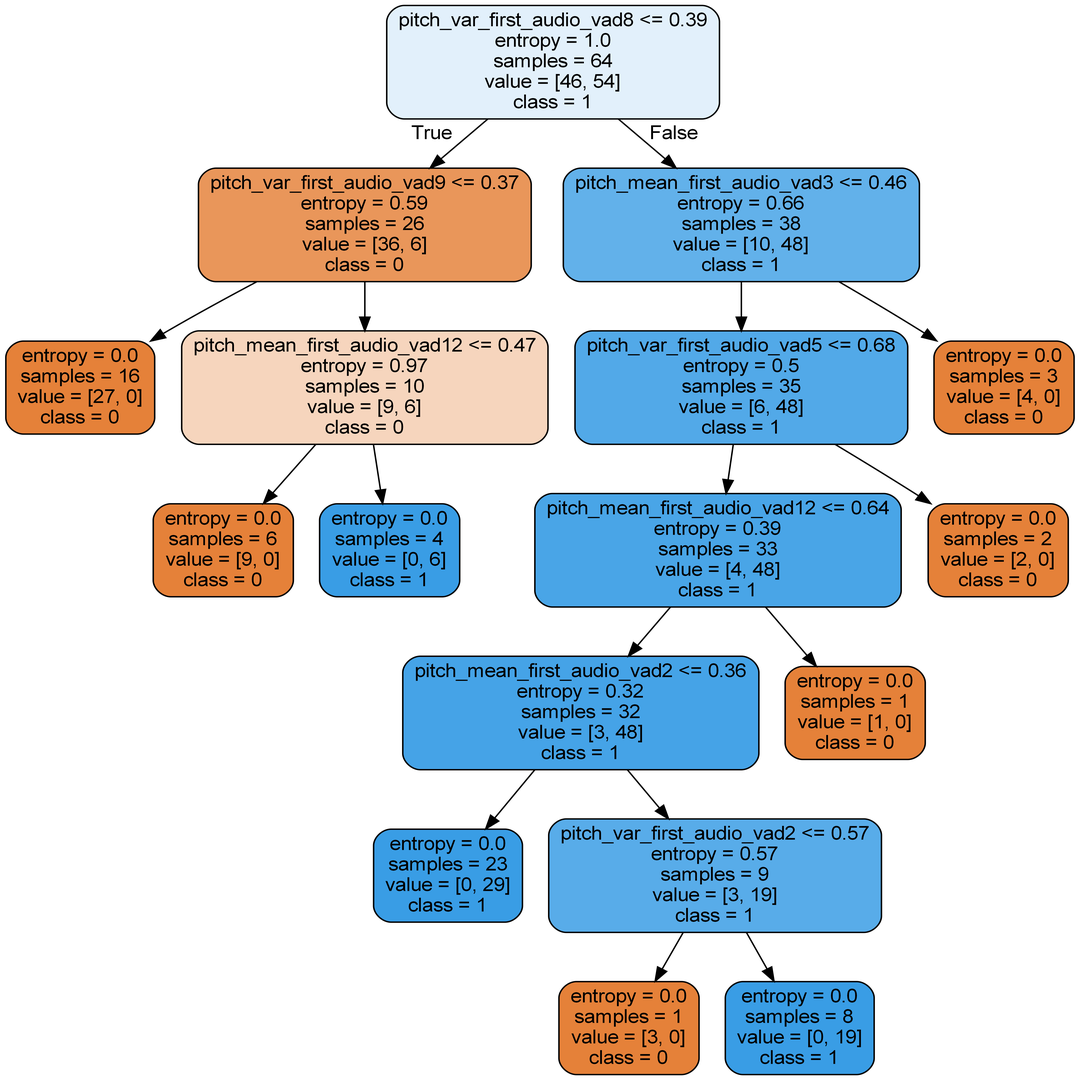 pitch_var_first_audio_vad8 <= 0.39
entropy = 1.0
samples = 64
value = [46, 54]
class = 1
True
False
pitch_var_first_audio_vad9 <= 0.37
entropy = 0.59
samples = 26
value = [36, 6]
class = 0
pitch_mean_first_audio_vad3 <= 0.46
entropy = 0.66
samples = 38
value = [10, 48]
class = 1
entropy = 0.0
samples = 16
value = [27, 0]
class = 0
pitch_mean_first_audio_vad12 <= 0.47
entropy = 0.97
samples = 10
value = [9, 6]
class = 0
pitch_var_first_audio_vad5 <= 0.68
entropy = 0.5
samples = 35
value = [6, 48]
class = 1
entropy = 0.0
samples = 3
value = [4, 0]
class = 0
entropy = 0.0
samples = 6
value = [9, 0]
class = 0
entropy = 0.0
samples = 4
value = [0, 6]
class = 1
pitch_mean_first_audio_vad12 <= 0.64
entropy = 0.39
samples = 33
value = [4, 48]
class = 1
entropy = 0.0
samples = 2
value = [2, 0]
class = 0
pitch_mean_first_audio_vad2 <= 0.36
entropy = 0.32
samples = 32
value = [3, 48]
class = 1
entropy = 0.0
samples = 1
value = [1, 0]
class = 0
entropy = 0.0
samples = 23
value = [0, 29]
class = 1
pitch_var_first_audio_vad2 <= 0.57
entropy = 0.57
samples = 9
value = [3, 19]
class = 1
entropy = 0.0
samples = 1
value = [3, 0]
class = 0
entropy = 0.0
samples = 8
value = [0, 19]
class = 1